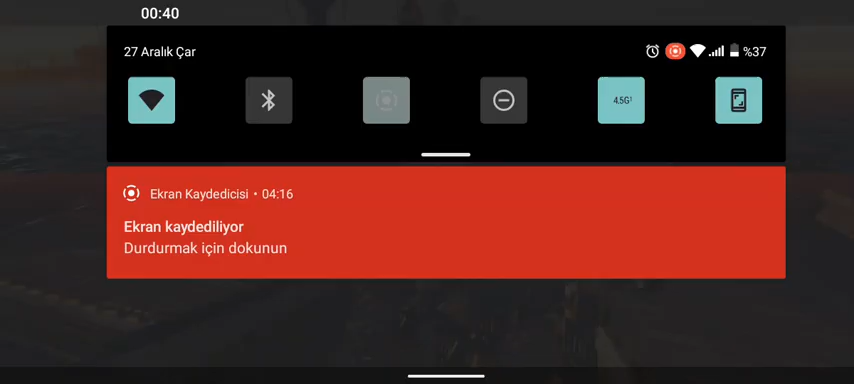 00:40
27 Aralık Çar
%37
4.5G
Ekran Kaydedicisi • 04:16
Ekran kaydediliyor
Durdurmak için dokunun